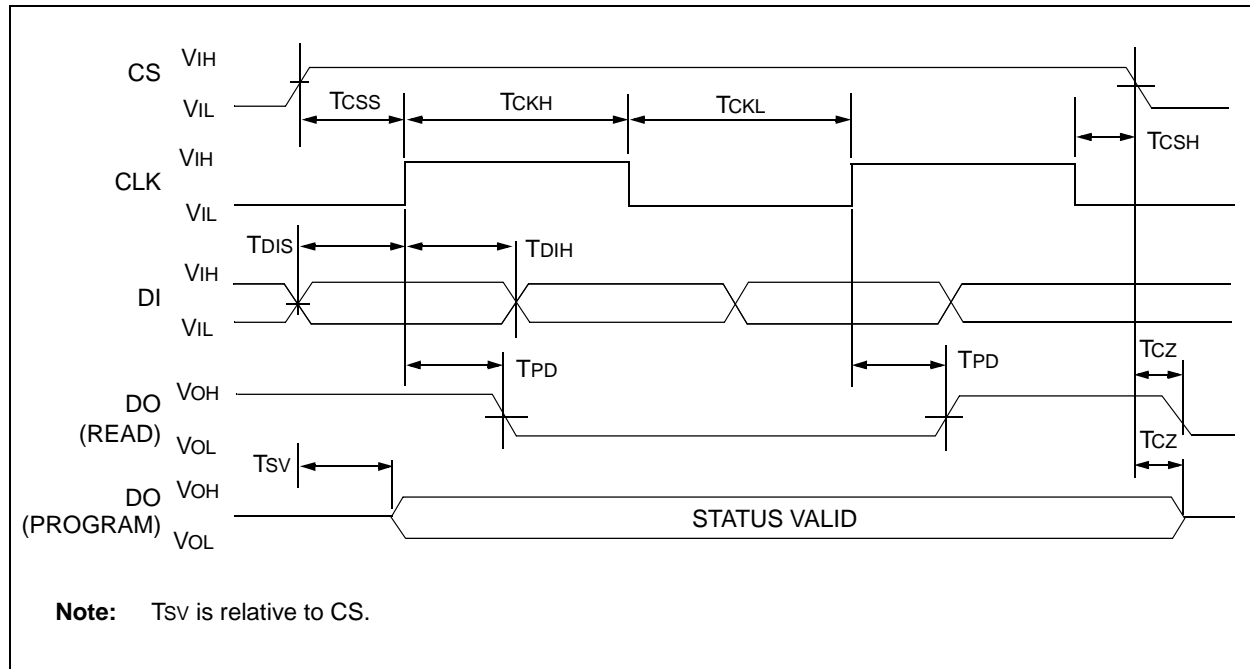 CS
VIH
VIL
TCSS
TCKH
TCKL
TCSH
CLK
VIH
VIL
TDIS
TDIH
DI
VIH
VIL
TPD
TPD
TCZ
DO
(READ)
VOH
VOL
TCZ
TSV
DO
(PROGRAM)
VOH
VOL
STATUS VALID
Note: TSV is relative to CS.